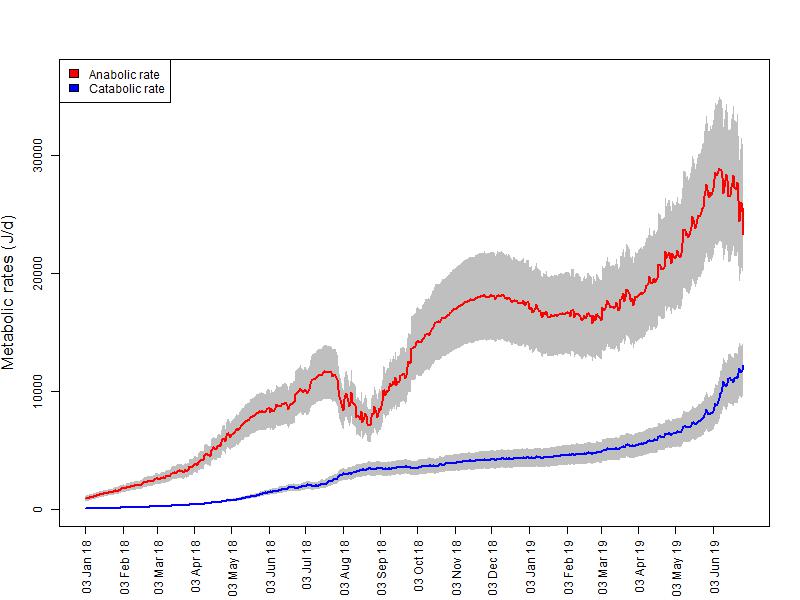 Anabolic rate
Catabolic rate
Metabolic rates (J/d)
30000
20000
10000
0
03 Jan 18
03 Feb 18
03 Mar 18
03 Apr 18
03 May 18
03 Jun 18
03 Jul 18
03 Aug 18
03 Sep 18
03 Oct 18
03 Nov 18
03 Dec 18
03 Jan 19
03 Feb 19
03 Mar 19
03 Apr 19
03 May 19
03 Jun 19